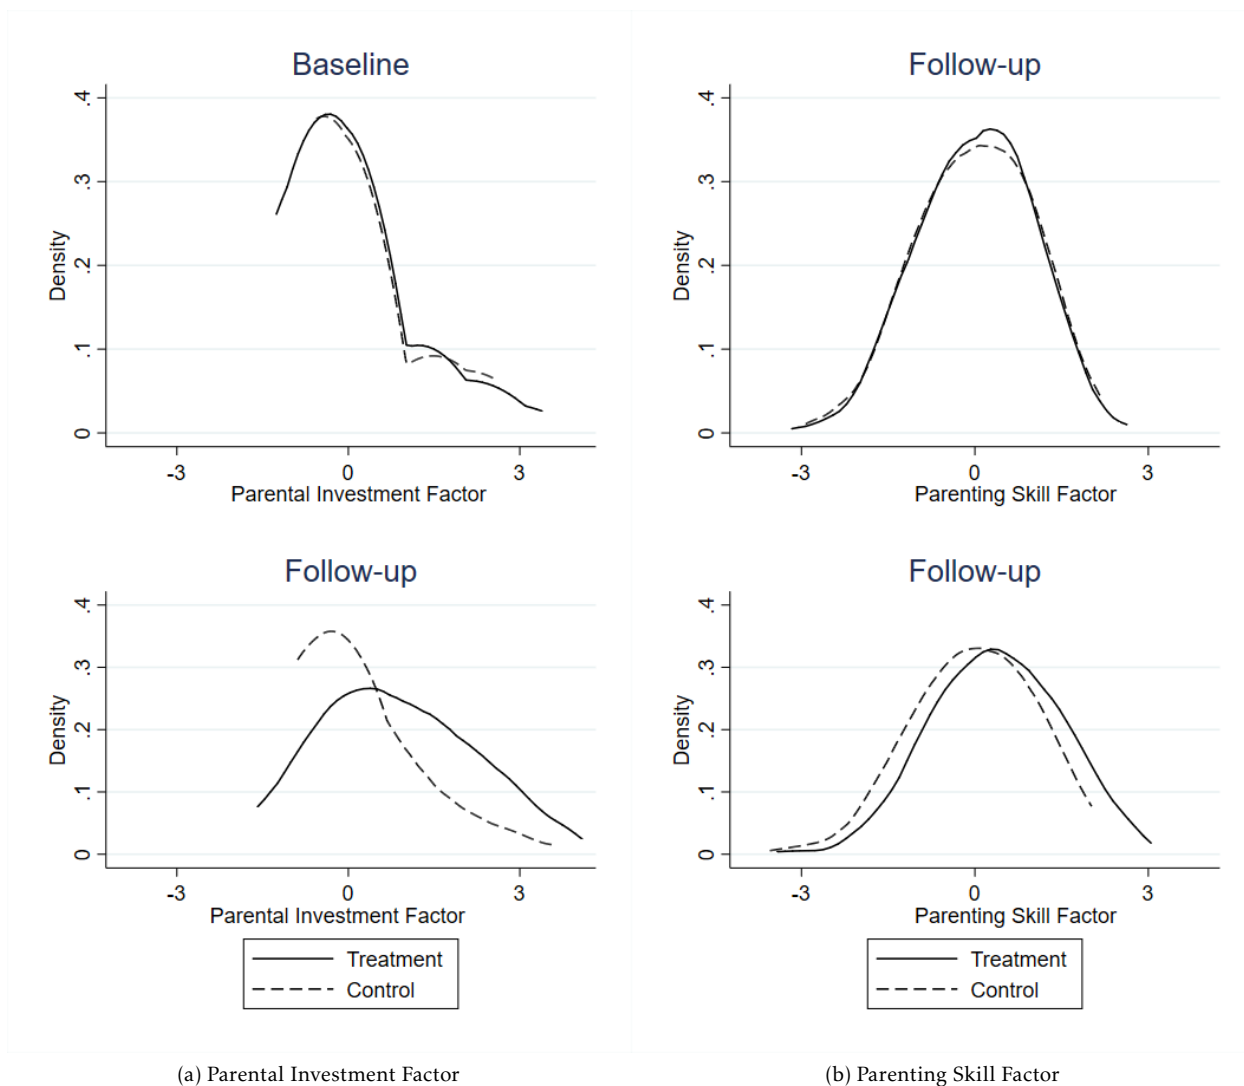 Baseline
.4
.3
.2
.1
0
Density
-3 0 3
Parental Investment Factor
Follow-up
.4
.3
.2
.1
0
Density
-3 0 3
Parenting Skill Factor
Follow-up
.4
.3
.2
.1
0
Density
-3 0 3
Parental Investment Factor
Treatment
Control
Follow-up
.4
.3
.2
.1
0
Density
-3 0 3
Parenting Skill Factor
Treatment
Control
(a) Parental Investment Factor
(b) Parenting Skill Factor